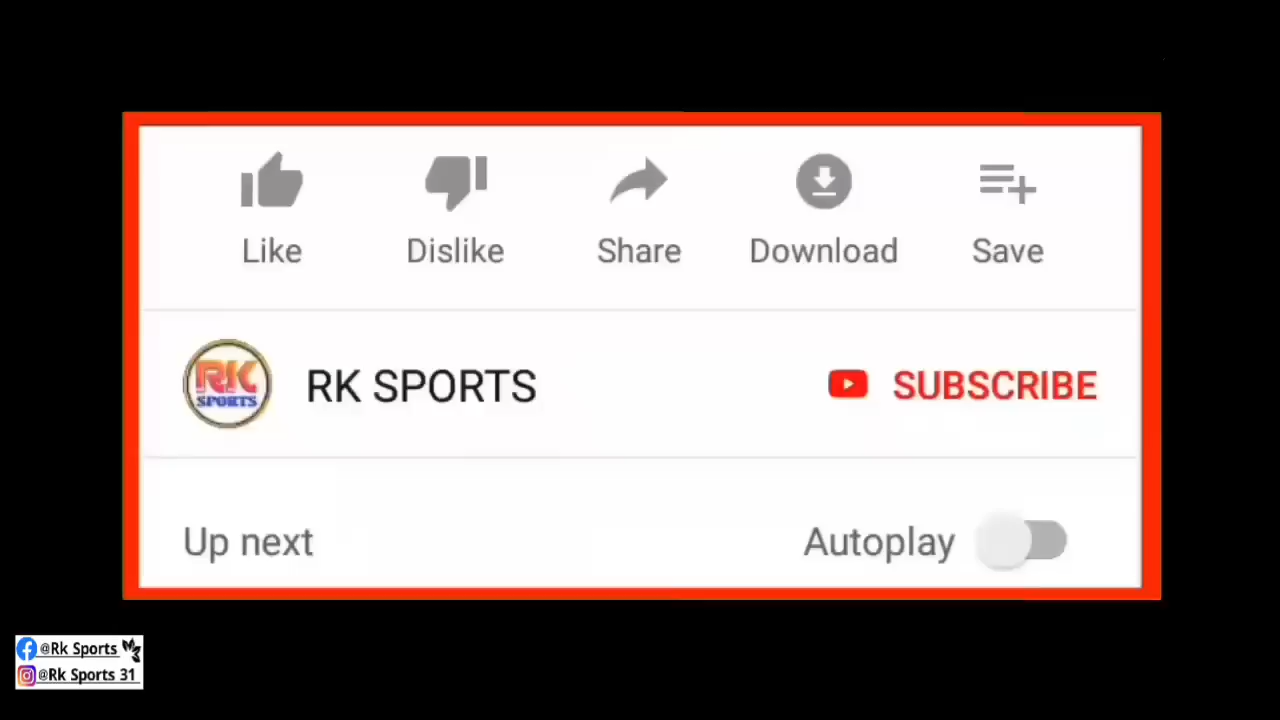 Like Dislike Share Download Save
RK
SPORTS
RK SPORTS
SUBSCRIBE
Up next
Autoplay
@Rk Sports
@Rk Sports 31